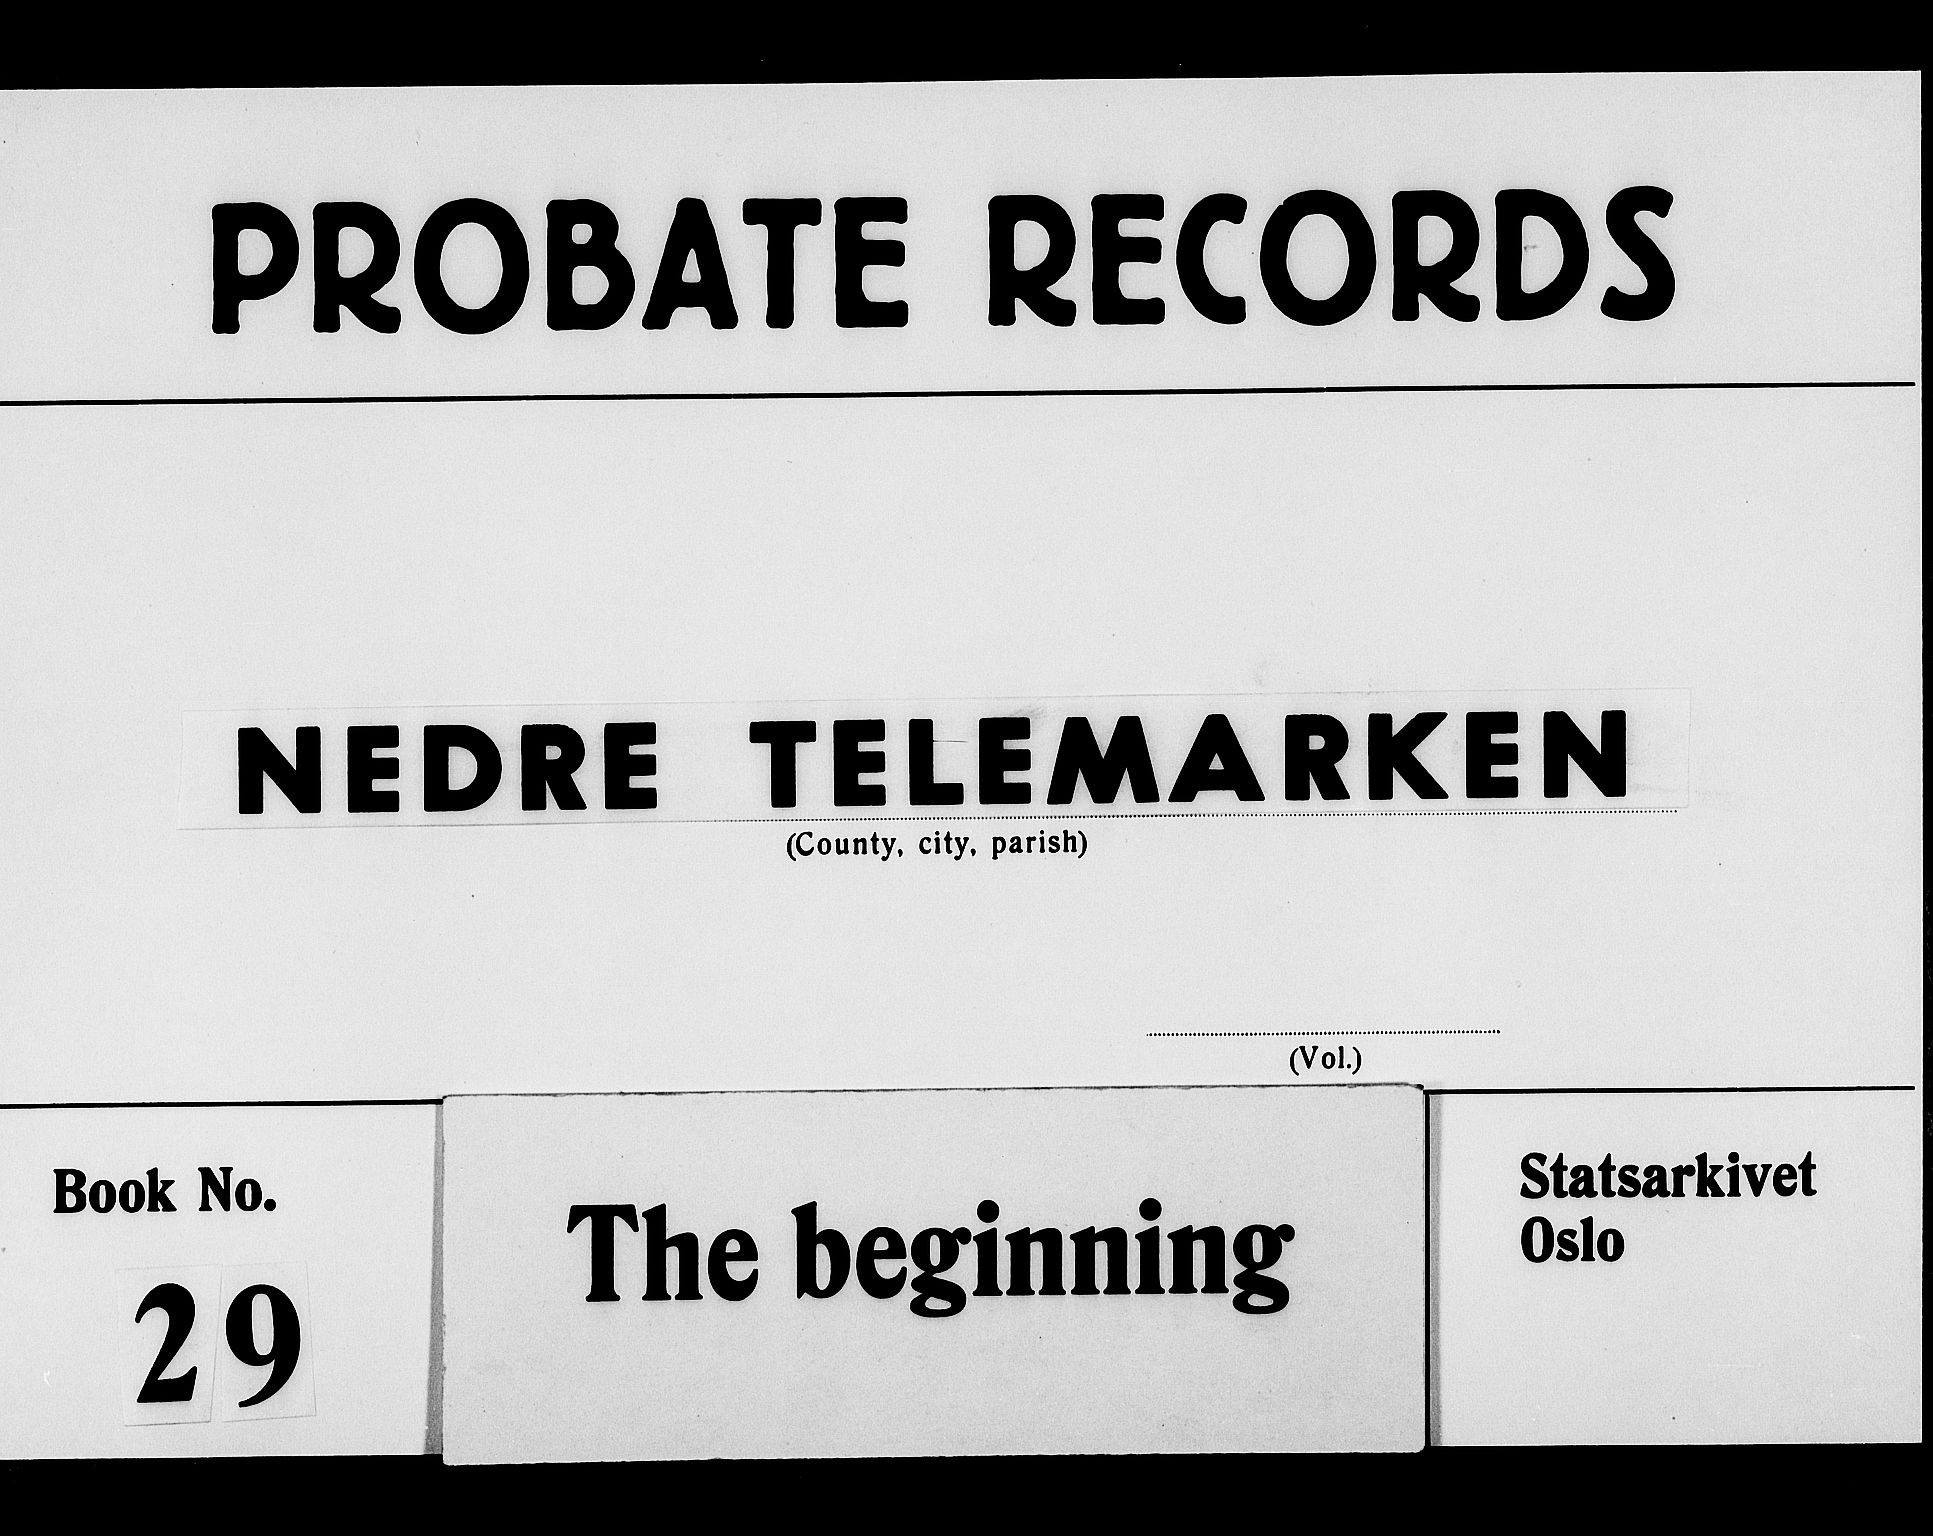 PROBATE RECORDS
NEDRE TELEMARKEN
(County, city, parish)
(Vol.)
Book No.
29
The beginning
Statsarkivet
Oslo